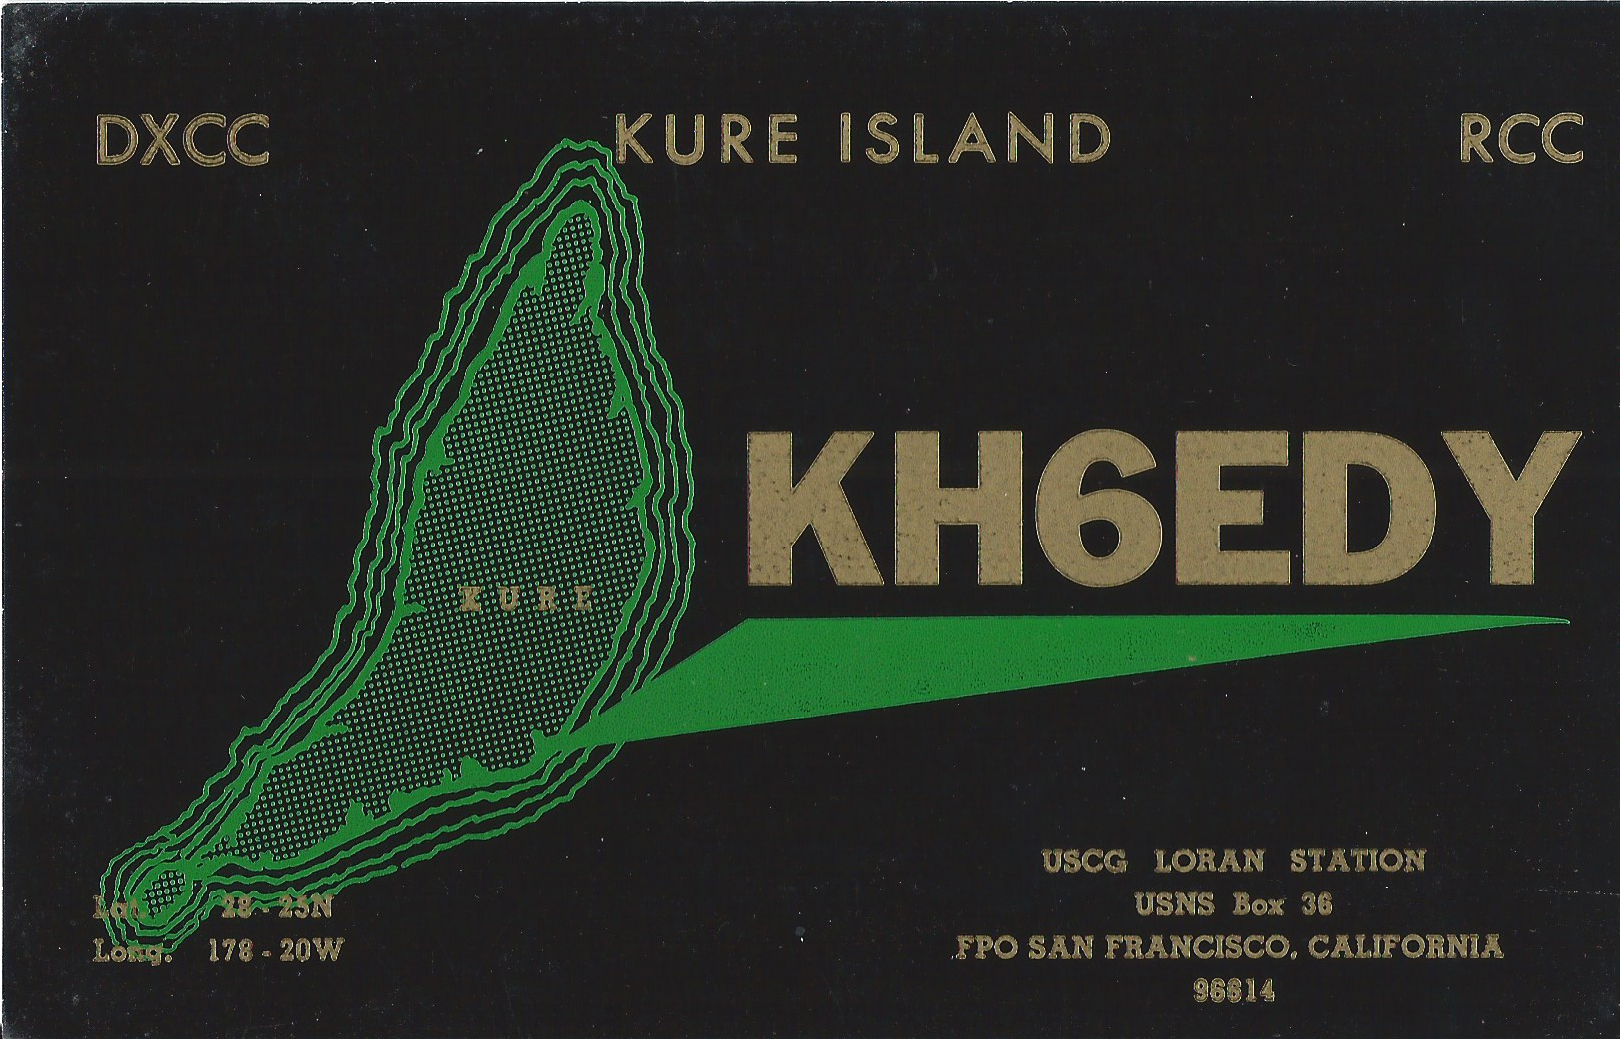 DXCC KURE ISLAND RCC
KH6EDY
KURE
Lat. 28 - 25N
Long. 178 - 20W
USCG LORAN STATION
USNS Box 36
FPO SAN FRANCISCO, CALIFORNIA
96614